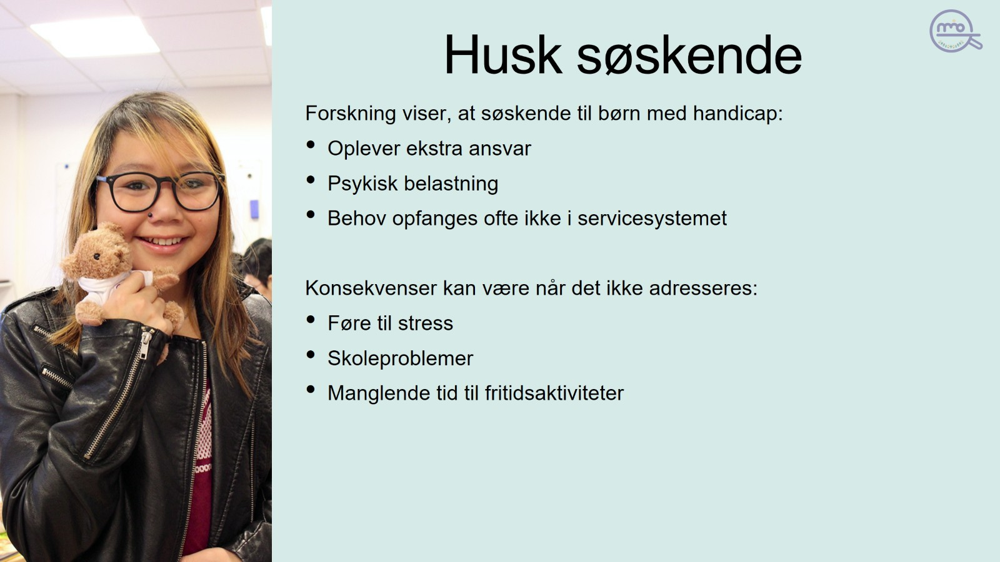 Husk søskende
Forskning viser, at søskende til børn med handicap:
• Oplever ekstra ansvar
• Psykisk belastning
• Behov opfanges ofte ikke i servicesystemet
Konsekvenser kan være når det ikke adresseres:
• Føre til stress
• Skoleproblemer
• Manglende tid til fritidsaktiviteter